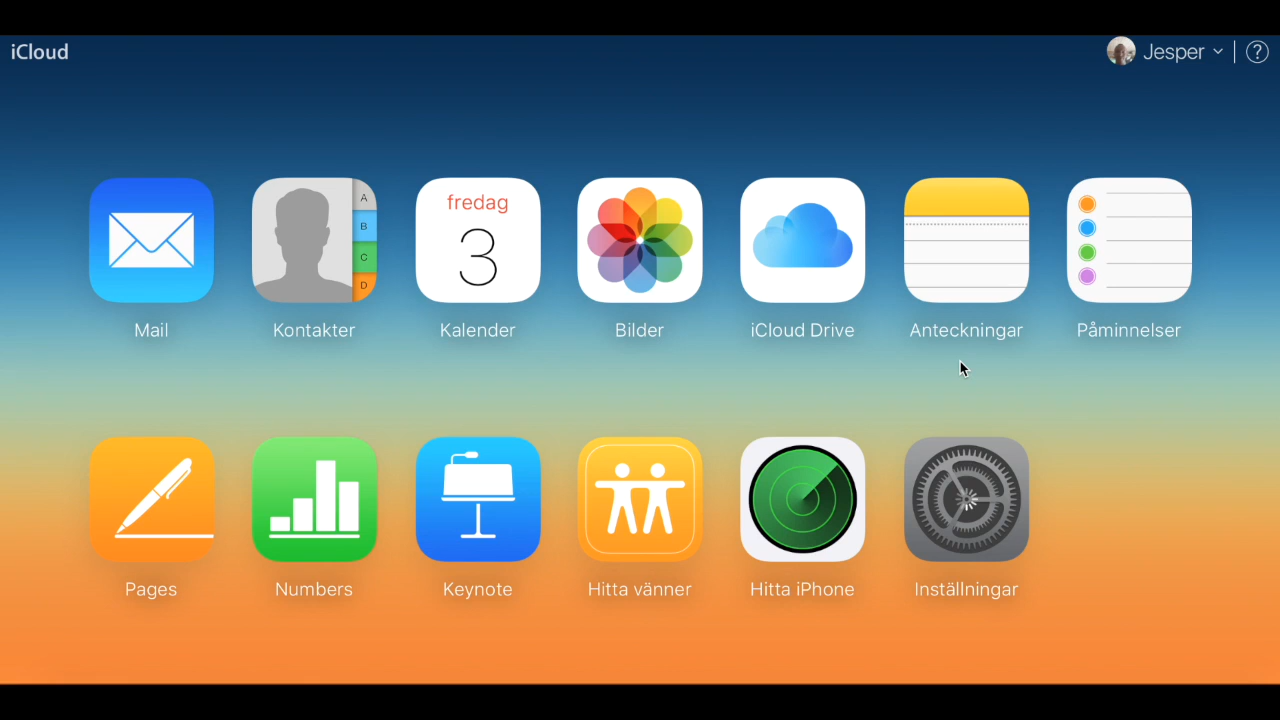 iCloud
Jesper
?
A
B
C
D
fredag
3
Mail
Kontakter
Kalender
Bilder
iCloud Drive
Anteckningar
Påminnelser
Pages
Numbers
Keynote
Hitta vänner
Hitta iPhone
Inställningar